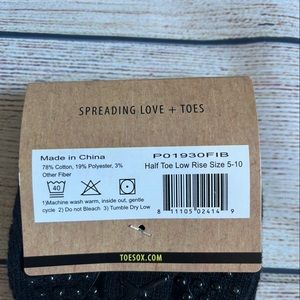 SPREADING LOVE + TOES
Made in China
78% Cotton, 19% Polyester, 3%
Other Fiber
40
1)Machine wash warm, inside out, gentle
cycle 2) Do not Bleach. 3) Tumble Dry Low
P01930FIB
Half Toe Low Rise Size 5-10
8 11105 02414 9
TOESOX.COM